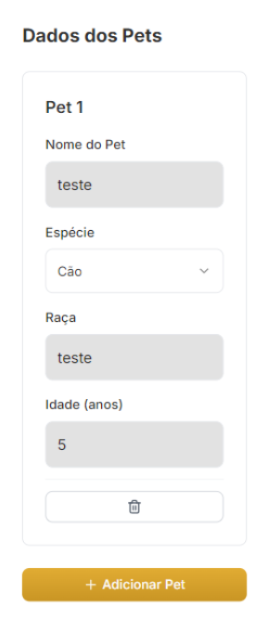 Dados dos Pets
Pet 1
Nome do Pet
teste
Espécie
Cão
Raça
teste
Idade (anos)
5
+ Adicionar Pet